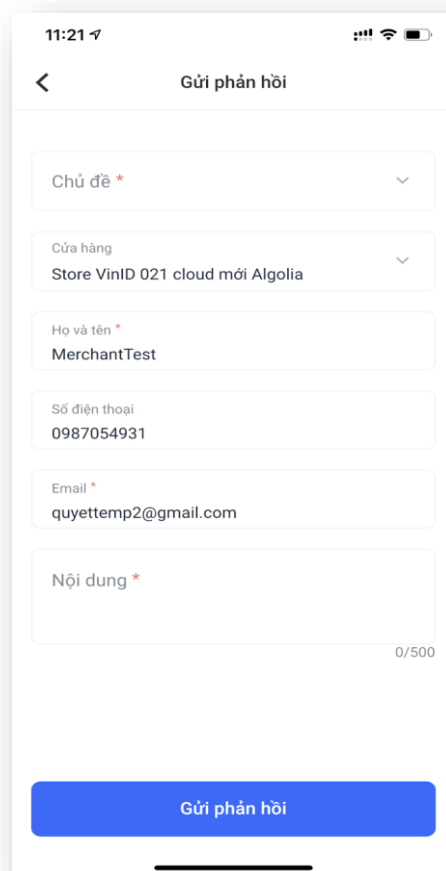 11:21
Gửi phản hồi
Chủ đề *
Cửa hàng
Store VinID 021 cloud mới Algolia
Họ và tên *
MerchantTest
Số điện thoại
0987054931
Email *
quyettemp2@gmail.com
Nội dung *
0/500
Gửi phản hồi